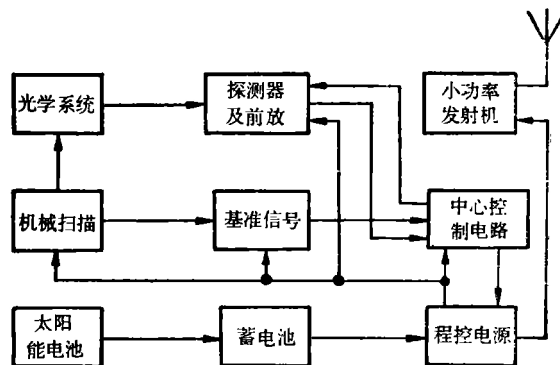 光学系统
探测器
及前放
小功率
发射机
机械扫描
基准信号
中心控
制电路
太阳
能电池
蓄电池
程控电源